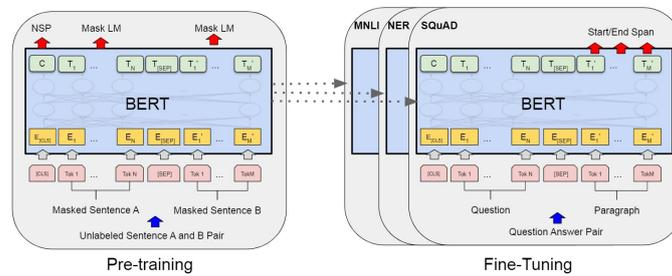 NSP Mask LM Mask LM
C T1 ... TN T[SEP] T1' ... TM'
BERT
E[CLS] E1 ... EN E[SEP] E1' ... EM'
[CLS] Tok 1 ... Tok N [SEP] Tok 1 ... TokM
Masked Sentence A Masked Sentence B
Unlabeled Sentence A and B Pair
Pre-training
MNLI NER SQuAD
Start/End Span
C T1 ... TN T[SEP] T1' ... TM'
BERT
E[CLS] E1 ... EN E[SEP] E1' ... EM'
[CLS] Tok 1 ... Tok N [SEP] Tok 1 ... TokM
Question Paragraph
Question Answer Pair
Fine-Tuning